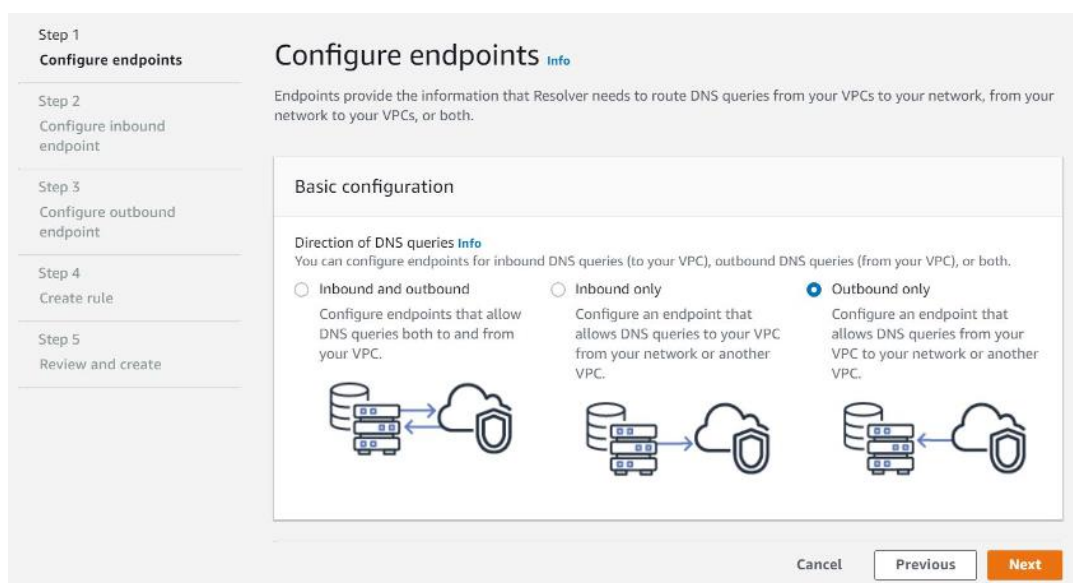 Step 1
Configure endpoints
Step 2
Configure inbound
endpoint
Step 3
Configure outbound
endpoint
Step 4
Create rule
Step 5
Review and create
Configure endpoints Info
Endpoints provide the information that Resolver needs to route DNS queries from your VPCs to your network, from your
network to your VPCs, or both.
Basic configuration
Direction of DNS queries Info
You can configure endpoints for inbound DNS queries (to your VPC), outbound DNS queries (from your VPC), or both.
Inbound and outbound
Configure endpoints that allow
DNS queries both to and from
your VPC.
Inbound only
Configure an endpoint that
allows DNS queries to your VPC
from your network or another
VPC.
Outbound only
Configure an endpoint that
allows DNS queries from your
VPC to your network or another
VPC.
Cancel
Previous
Next